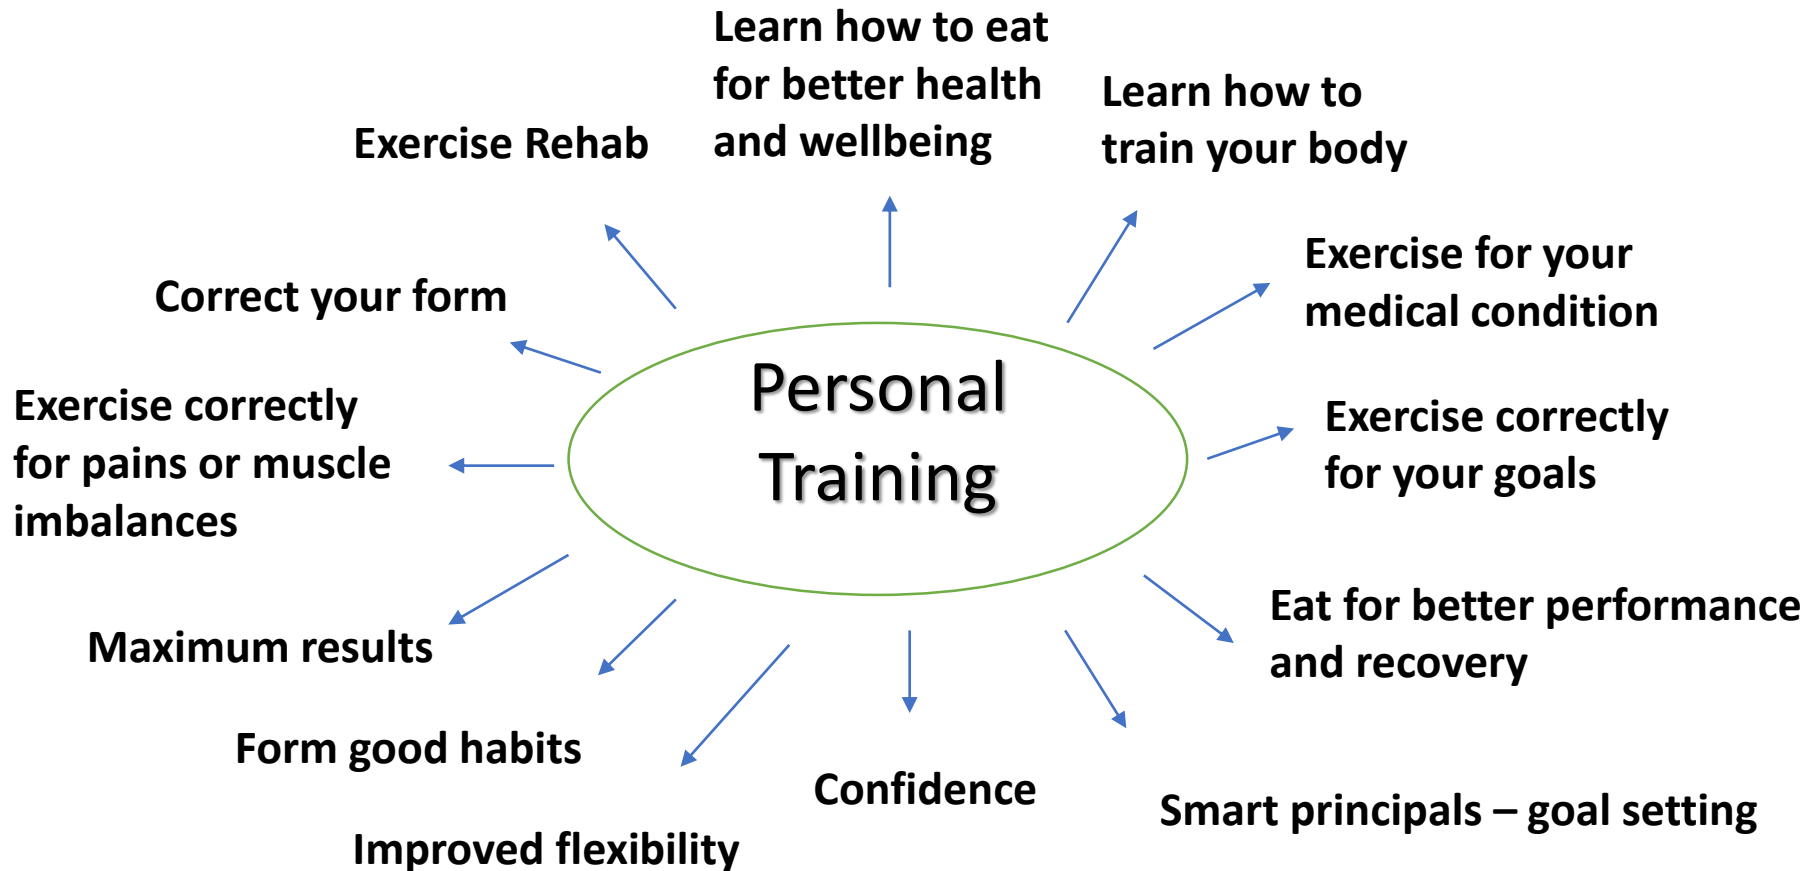 Learn how to eat
for better health
and wellbeing
Learn how to
train your body
Exercise Rehab
Exercise for your
medical condition
Correct your form
Personal
Training
Exercise correctly
for pains or muscle
imbalances
Exercise correctly
for your goals
Eat for better performance
and recovery
Maximum results
Form good habits
Confidence
Smart principals – goal setting
Improved flexibility